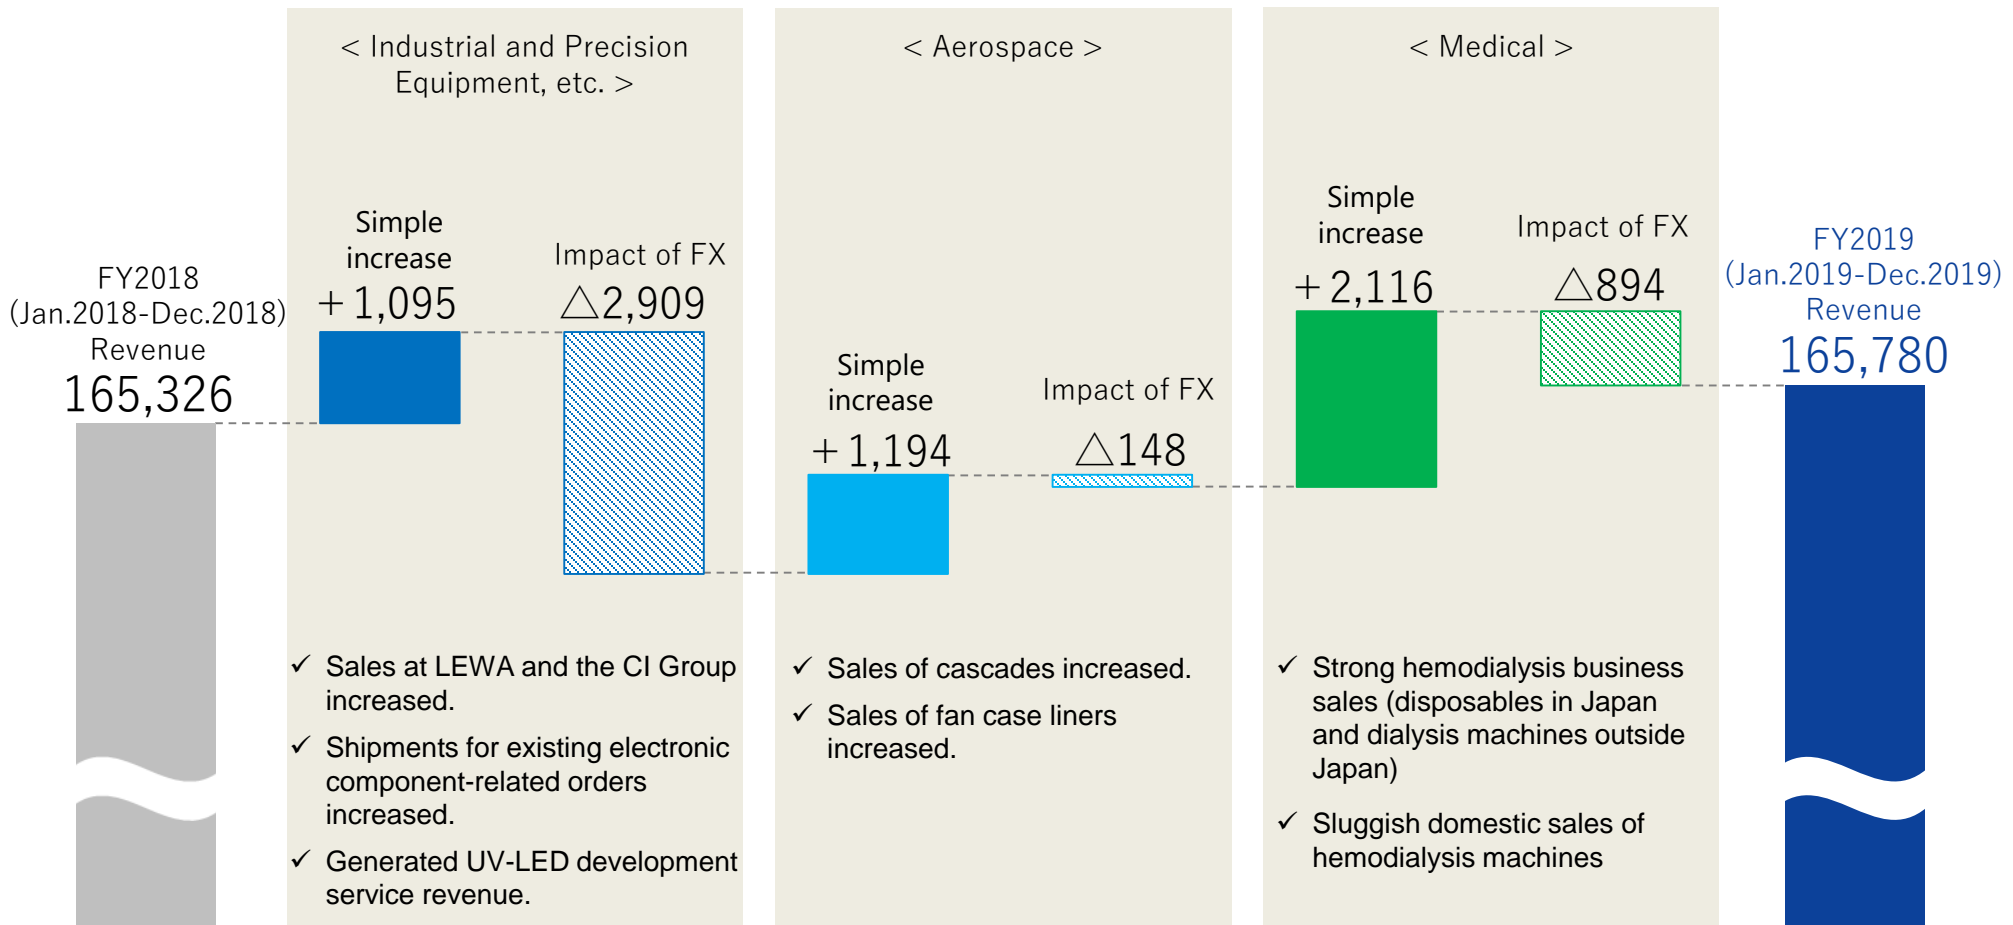 FY2018
(Jan.2018-Dec.2018)
Revenue
165,326
< Industrial and Precision
Equipment, etc. >
Simple
increase
+1,095
Impact of FX
△2,909
✓ Sales at LEWA and the CI Group
increased.
✓ Shipments for existing electronic
component-related orders
increased.
✓ Generated UV-LED development
service revenue.
< Aerospace >
Simple
increase
+1,194
Impact of FX
△148
✓ Sales of cascades increased.
✓ Sales of fan case liners
increased.
< Medical >
Simple
increase
+2,116
Impact of FX
△894
✓ Strong hemodialysis business
sales (disposables in Japan
and dialysis machines outside
Japan)
✓ Sluggish domestic sales of
hemodialysis machines
FY2019
(Jan.2019-Dec.2019)
Revenue
165,780